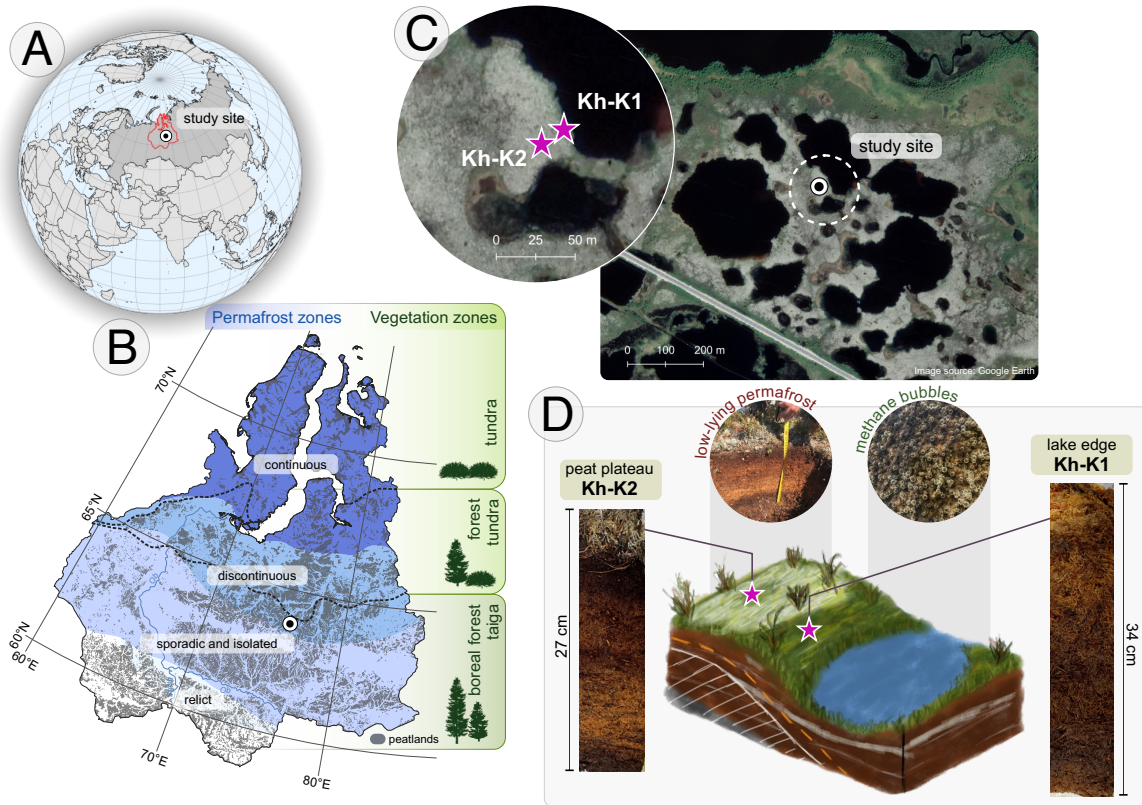 A
study site
C
Kh-K1
Kh-K2
0 25 50 m
study site
0 100 200 m
Image source: Google Earth
B
Permafrost zones
Vegetation zones
70°N
65°N
60°N
60°E
70°E
80°E
continuous
discontinuous
sporadic and isolated
relict
peatlands
tundra
forest
tundra
boreal forest
taiga
D
low-lying permafrost
methane bubbles
peat plateau
Kh-K2
27 cm
lake edge
Kh-K1
34 cm